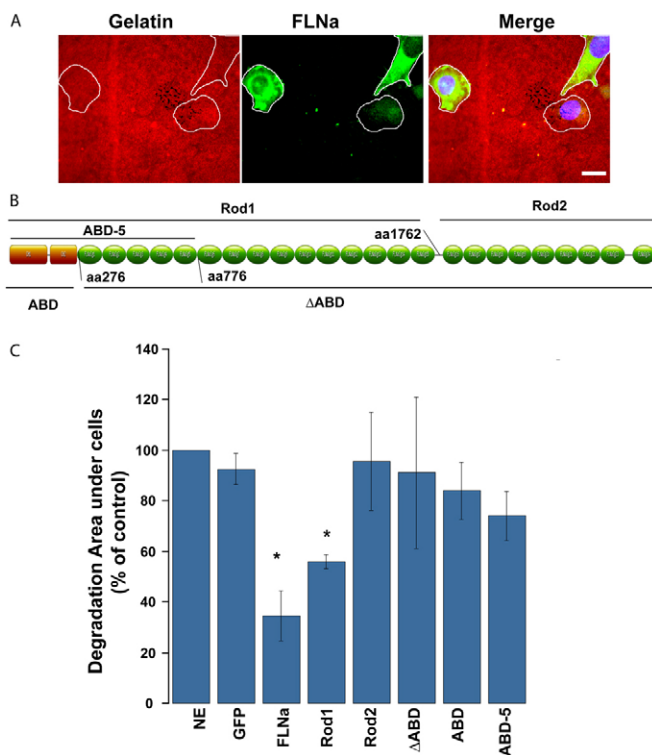 A
Gelatin
FLNa
Merge
B
Rod1
Rod2
ABD-5
aa1762
aa276
aa776
ABD
ΔABD
C
Degradation Area under cells
(% of control)
140
120
100
80
60
40
20
0
*
*
NE
GFP
FLNa
Rod1
Rod2
ΔABD
ABD
ABD-5